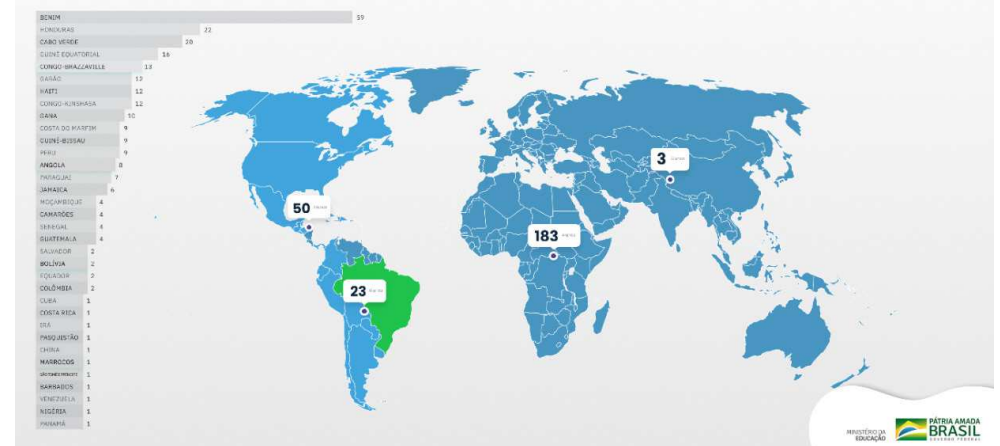 BENIM 59
HONDURAS 22
CABO VERDE 20
GUINÉ EQUATORIAL 16
CONGO-BRAZZAVILLE 13
GABÃO 12
HAITI 12
CONGO-KINSHASA 12
GANA 10
COSTA DO MARFIM 9
GUINÉ-BISSAU 9
PERU 9
ANGOLA 8
PARAGUAI 7
JAMAICA 6
MOÇAMBIQUE 4
CAMARÕES 4
SENEGAL 4
GUATEMALA 4
SALVADOR 2
BOLÍVIA 2
EQUADOR 2
COLÔMBIA 2
CUBA 1
COSTA RICA 1
IRÃ 1
PASQUISTÃO 1
CHINA 1
MARROCOS 1
1
BARBADOS 1
VENEZUELA 1
NIGÉRIA 1
PANAMÁ 1
3
50
183
23
MINISTÉRIO DA
EDUCAÇÃO
PÁTRIA AMADA
BRASIL
GOVERNO FEDERAL